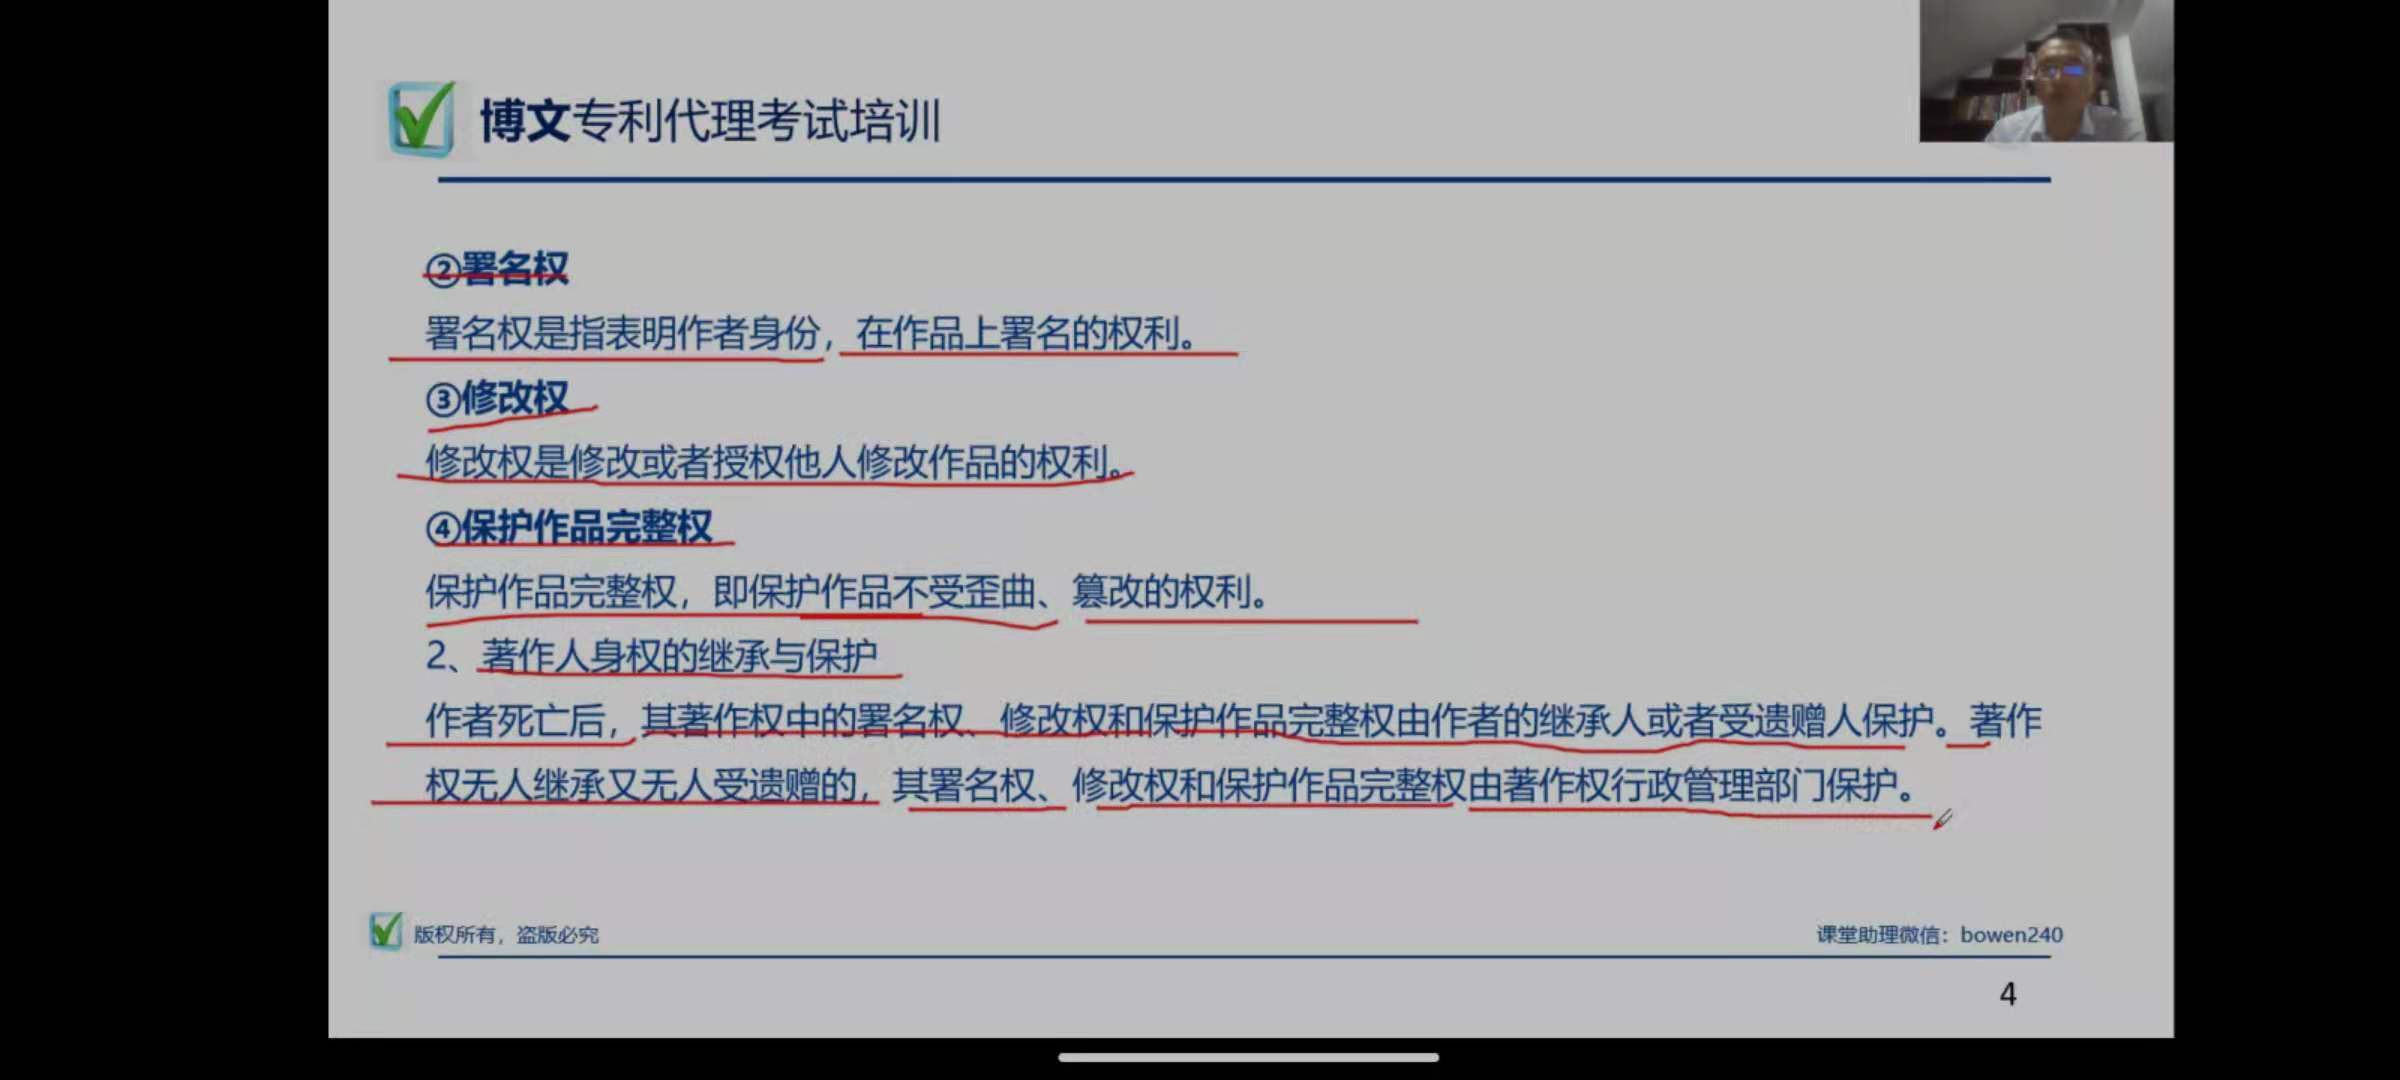 博文专利代理考试培训
②署名权
署名权是指表明作者身份，在作品上署名的权利。
③修改权
修改权是修改或者授权他人修改作品的权利。
④保护作品完整权
保护作品完整权，即保护作品不受歪曲、篡改的权利。
2、著作人身权的继承与保护
作者死亡后，其著作权中的署名权、修改权和保护作品完整权由作者的继承人或者受遗赠人保护。著作
权无人继承又无人受遗赠的，其署名权、修改权和保护作品完整权由著作权行政管理部门保护。
版权所有，盗版必究
课堂助理微信：bowen240
4